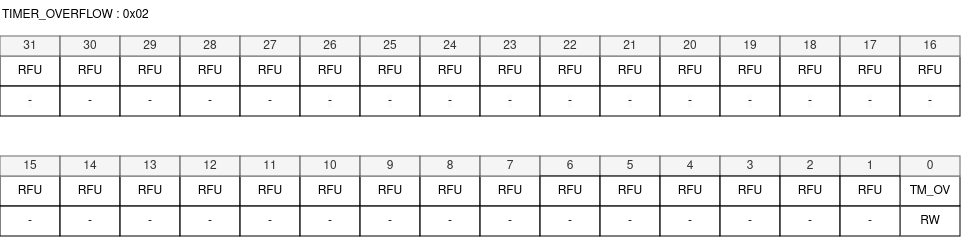 TIMER_OVERFLOW : 0x02
31 30 29 28 27 26 25 24 23 22 21 20 19 18 17 16
RFU RFU RFU RFU RFU RFU RFU RFU RFU RFU RFU RFU RFU RFU RFU RFU
- - - - - - - - - - - - - - - -
15 14 13 12 11 10 9 8 7 6 5 4 3 2 1 0
RFU RFU RFU RFU RFU RFU RFU RFU RFU RFU RFU RFU RFU RFU RFU TM_OV
- - - - - - - - - - - - - - - RW